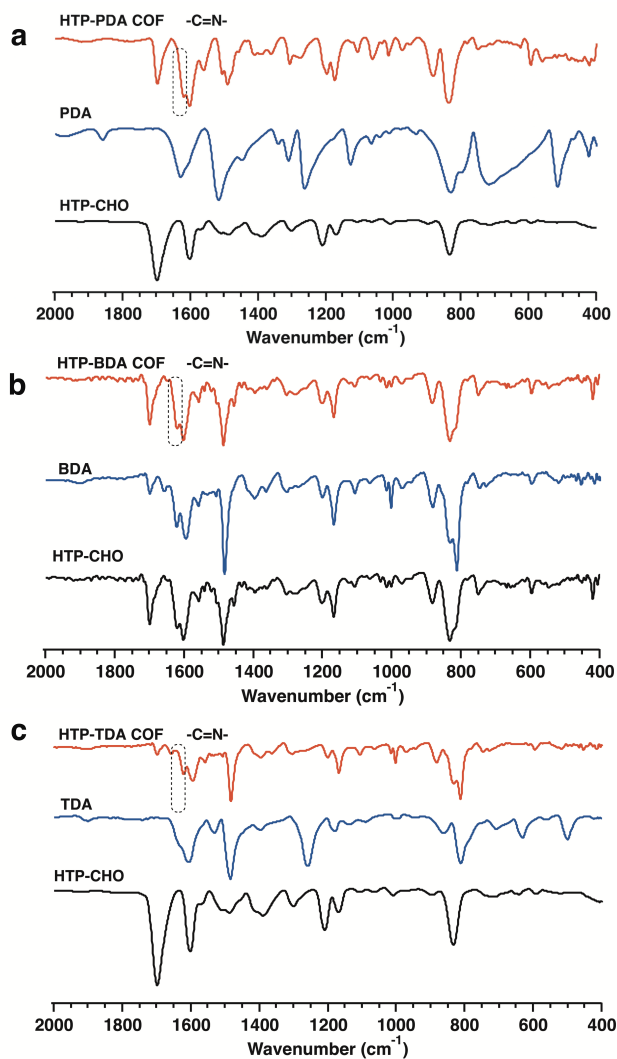 a
HTP-PDA COF -C=N-
PDA
HTP-CHO
2000 1800 1600 1400 1200 1000 800 600 400
Wavenumber (cm-1)
b
HTP-BDA COF -C=N-
BDA
HTP-CHO
2000 1800 1600 1400 1200 1000 800 600 400
Wavenumber (cm-1)
c
HTP-TDA COF -C=N-
TDA
HTP-CHO
2000 1800 1600 1400 1200 1000 800 600 400
Wavenumber (cm-1)